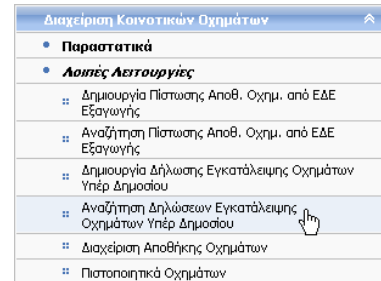 Διαχείριση Κοινοτικών Οχημάτων
Παραστατικά
Λοιπές Λειτουργίες
Δημιουργία Πίστωσης Αποθ. Οχημ. από ΕΔΕ
Εξαγωγής
Αναζήτηση Πίστωσης Αποθ. Οχημ. από ΕΔΕ
Εξαγωγής
Δημιουργία Δήλωσης Εγκατάλειψης Οχημάτων
Υπέρ Δημοσίου
Αναζήτηση Δηλώσεων Εγκατάλειψης
Οχημάτων Υπέρ Δημοσίου
Διαχείριση Αποθήκης Οχημάτων
Πιστοποιητικά Οχημάτων